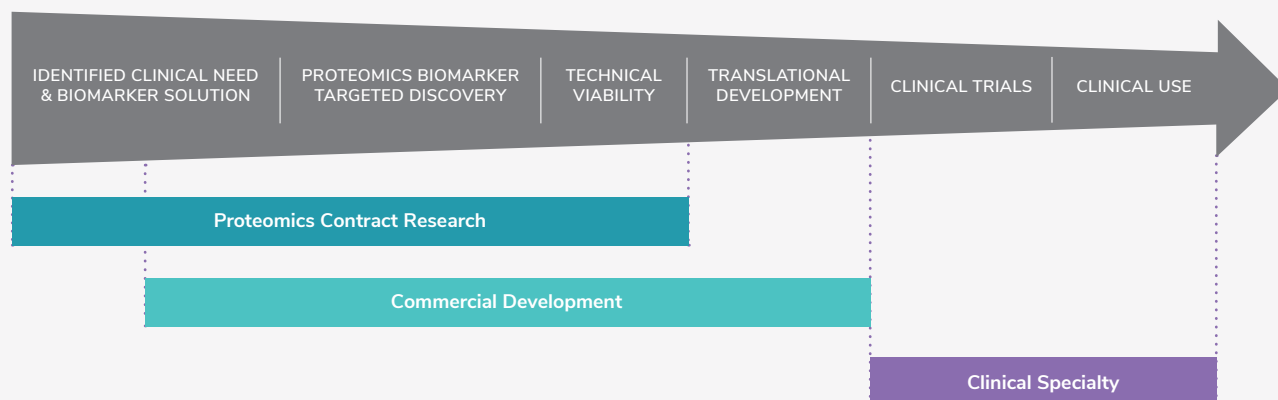 IDENTIFIED CLINICAL NEED
& BIOMARKER SOLUTION
PROTEOMICS BIOMARKER
TARGETED DISCOVERY
TECHNICAL
VIABILITY
TRANSLATIONAL
DEVELOPMENT
CLINICAL TRIALS
CLINICAL USE
Proteomics Contract Research
Commercial Development
Clinical Specialty